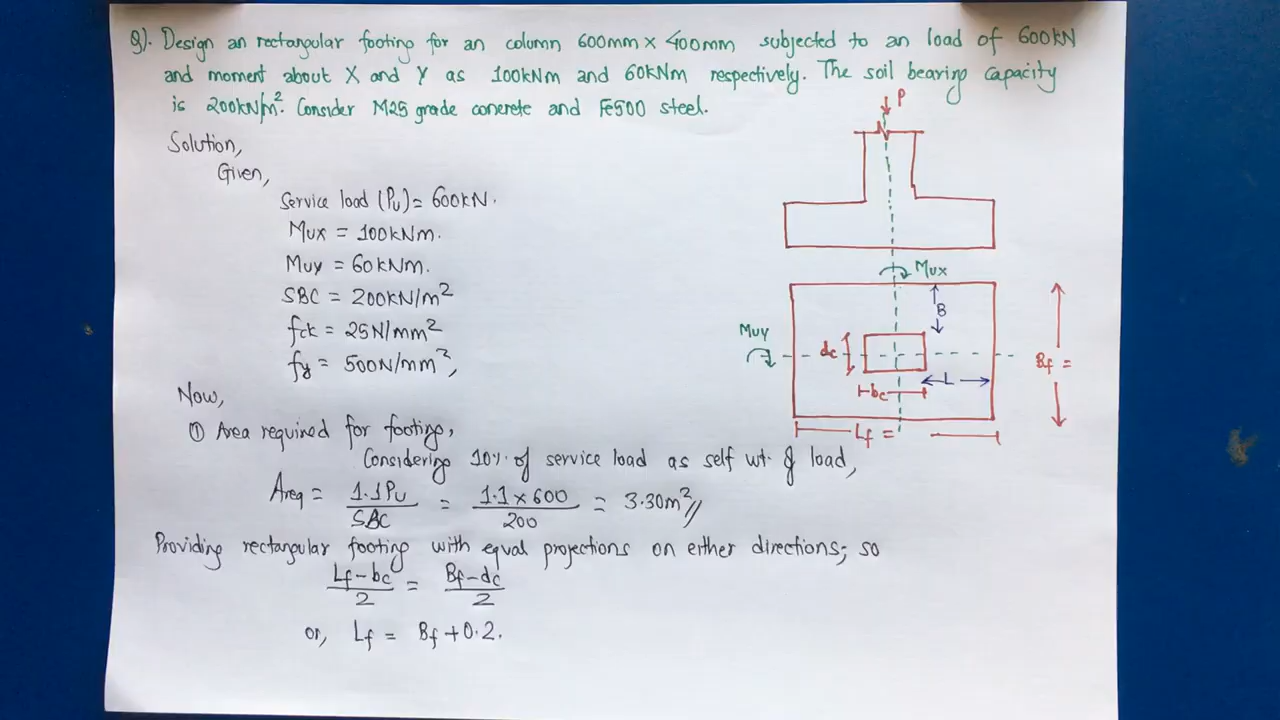 Q). Design an rectangular footing for an column 600mm x 400mm subjected to an load of 600kN
and moment about X and Y as 100kNm and 60kNm respectively. The soil bearing capacity
is 200kN/m². Consider M25 grade concrete and Fe500 steel.
P
Solution,
Given,
Service load (Pu) = 600kN.
Mux = 100kNm.
Muy = 60kNm.
SBC = 200kN/m²
fck = 25N/mm²
fy = 500N/mm²,
Mux
B
Muy
dc
Bf =
L
bc
Lf =
Now,
① Area required for footing,
Considering 10% of service load as self wt. of load,
Areq = 1.1Pu/SBC = 1.1 x 600/200 = 3.30m²//
Providing rectangular footing with equal projections on either directions; so
Lf - bc/2 = Bf - dc/2
or, Lf = Bf + 0.2.